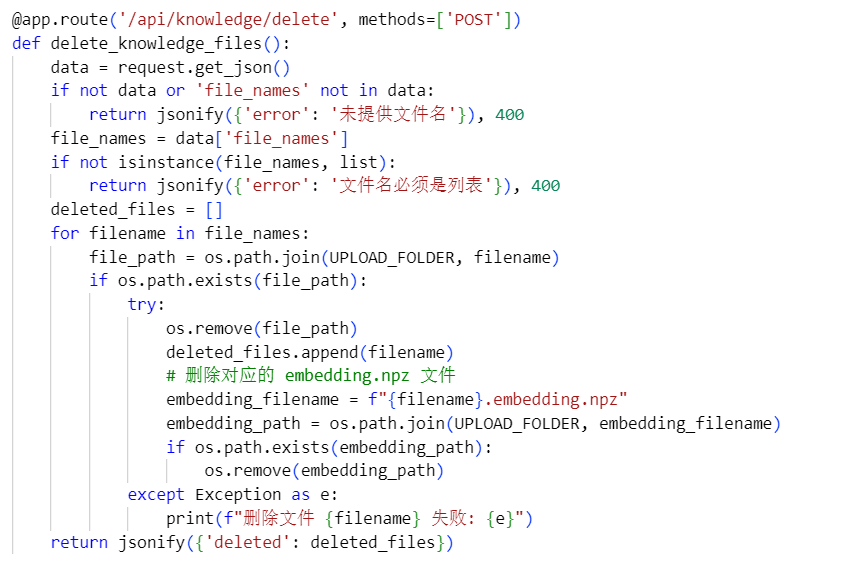 @app.route('/api/knowledge/delete', methods=['POST'])
def delete_knowledge_files():
    data = request.get_json()
    if not data or 'file_names' not in data:
        return jsonify({'error': '未提供文件名'}), 400
    file_names = data['file_names']
    if not isinstance(file_names, list):
        return jsonify({'error': '文件名必须是列表'}), 400
    deleted_files = []
    for filename in file_names:
        file_path = os.path.join(UPLOAD_FOLDER, filename)
        if os.path.exists(file_path):
            try:
                os.remove(file_path)
                deleted_files.append(filename)
                # 删除对应的 embedding.npz 文件
                embedding_filename = f"{filename}.embedding.npz"
                embedding_path = os.path.join(UPLOAD_FOLDER, embedding_filename)
                if os.path.exists(embedding_path):
                    os.remove(embedding_path)
            except Exception as e:
                print(f"删除文件 {filename} 失败: {e}")
    return jsonify({'deleted': deleted_files})